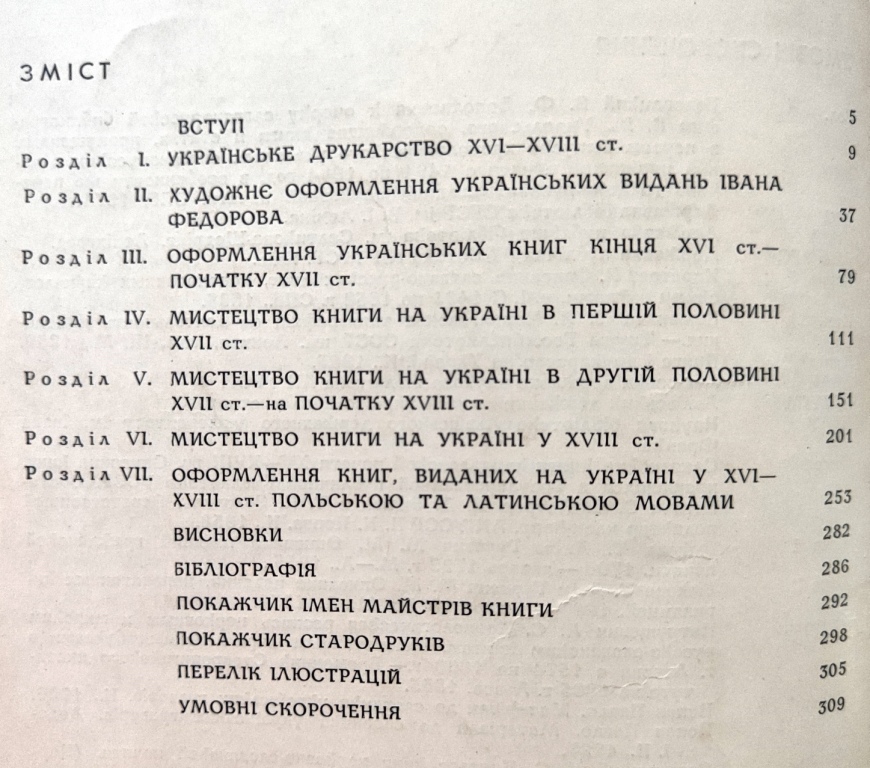 ЗМІСТ
ВСТУП 5
Розділ I. УКРАЇНСЬКЕ ДРУКАРСТВО XVI—XVIII ст. 9
Розділ II. ХУДОЖНЄ ОФОРМЛЕННЯ УКРАЇНСЬКИХ ВИДАНЬ ІВАНА
ФЕДОРОВА 37
Розділ III. ОФОРМЛЕННЯ УКРАЇНСЬКИХ КНИГ КІНЦЯ XVI ст.—
ПОЧАТКУ XVII ст. 79
Розділ IV. МИСТЕЦТВО КНИГИ НА УКРАЇНІ В ПЕРШІЙ ПОЛОВИНІ
XVII ст. 111
Розділ V. МИСТЕЦТВО КНИГИ НА УКРАЇНІ В ДРУГІЙ ПОЛОВИНІ
XVII ст.—на ПОЧАТКУ XVIII ст. 151
Розділ VI. МИСТЕЦТВО КНИГИ НА УКРАЇНІ У XVIII ст. 201
Розділ VII. ОФОРМЛЕННЯ КНИГ, ВИДАНИХ НА УКРАЇНІ У XVI—
XVIII ст. ПОЛЬСЬКОЮ ТА ЛАТИНСЬКОЮ МОВАМИ 253
ВИСНОВКИ 282
БІБЛІОГРАФІЯ 286
ПОКАЖЧИК ІМЕН МАЙСТРІВ КНИГИ 292
ПОКАЖЧИК СТАРОДРУКІВ 298
ПЕРЕЛІК ІЛЮСТРАЦІЙ 305
УМОВНІ СКОРОЧЕННЯ 309